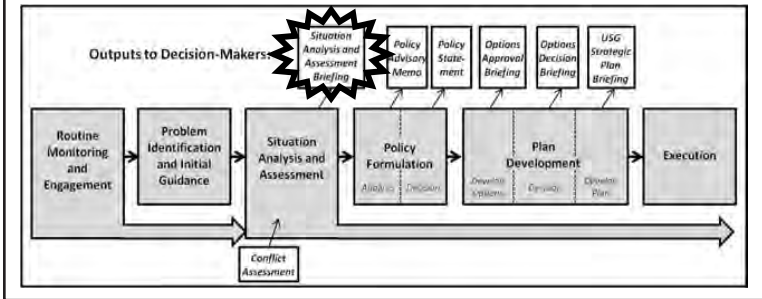 Outputs to Decision-Makers:
Situation
Analysis and
Assessment
Briefing
Policy
Advisory
Memo
Policy
State-
ment
Options
Approval
Briefing
Options
Decision
Briefing
USG
Strategic
Plan
Briefing
Routine
Monitoring
and
Engagement
Problem
Identification
and Initial
Guidance
Situation
Analysis and
Assessment
Policy
Formulation
Analysis
Decision
Plan
Development
Develop
Options
Decision
Develop
Plan
Execution
Conflict
Assessment